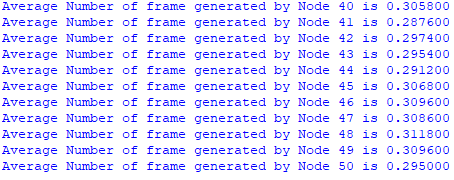 Average Number of frame generated by Node 40 is 0.305800
Average Number of frame generated by Node 41 is 0.287600
Average Number of frame generated by Node 42 is 0.297400
Average Number of frame generated by Node 43 is 0.295400
Average Number of frame generated by Node 44 is 0.291200
Average Number of frame generated by Node 45 is 0.306800
Average Number of frame generated by Node 46 is 0.309600
Average Number of frame generated by Node 47 is 0.308600
Average Number of frame generated by Node 48 is 0.311800
Average Number of frame generated by Node 49 is 0.309600
Average Number of frame generated by Node 50 is 0.295000